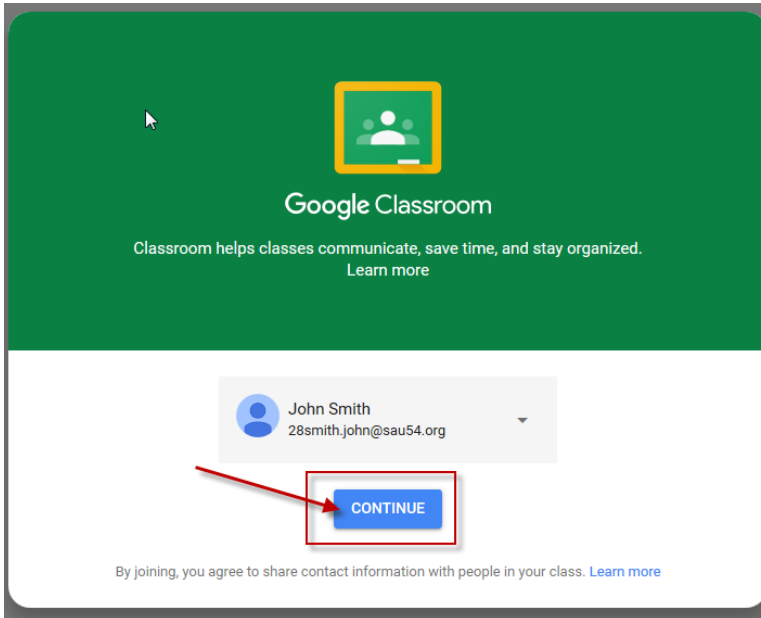 Google Classroom
Classroom helps classes communicate, save time, and stay organized.
Learn more
John Smith
28smith.john@sau54.org
CONTINUE
By joining, you agree to share contact information with people in your class. Learn more